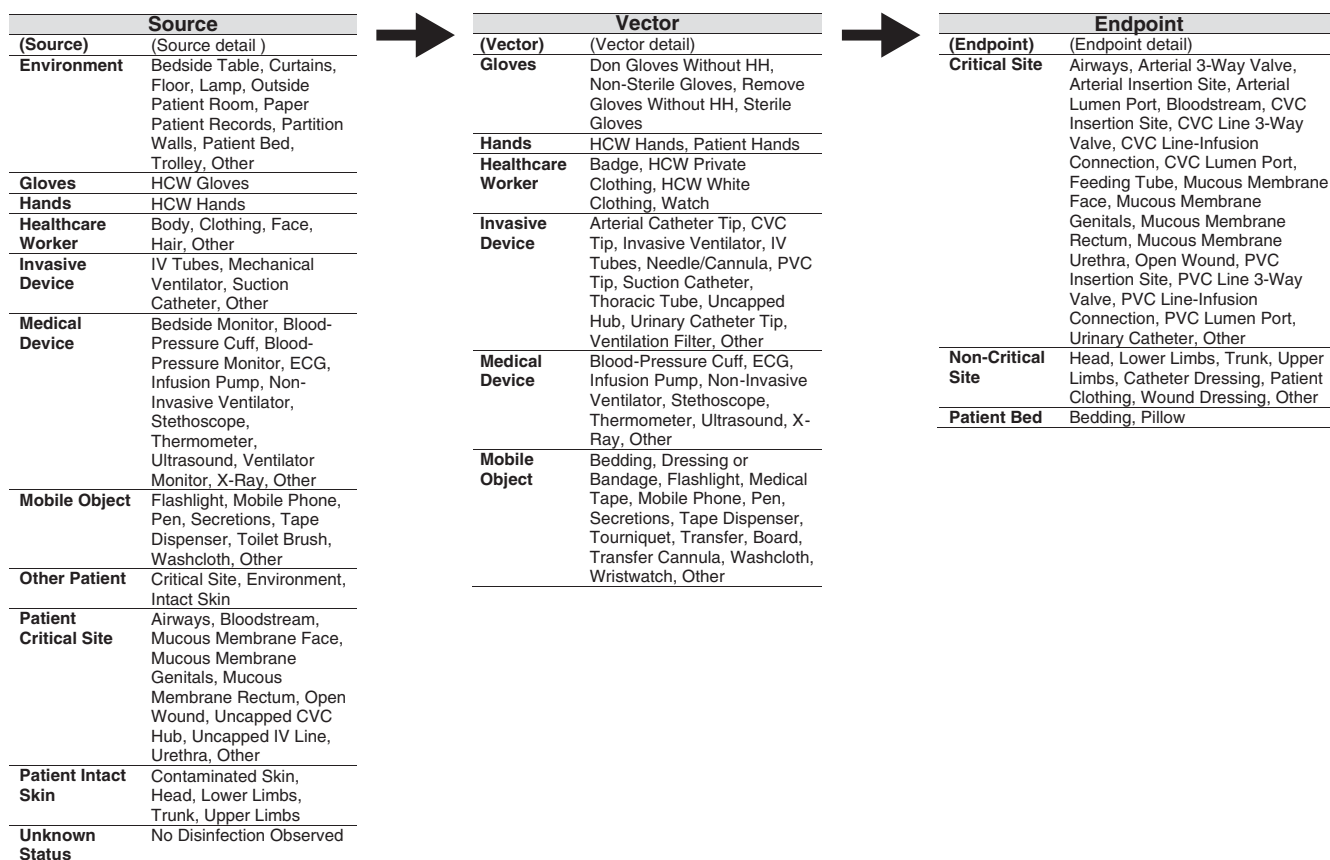 Source
(Source) (Source detail )
Environment Bedside Table, Curtains,
Floor, Lamp, Outside
Patient Room, Paper
Patient Records, Partition
Walls, Patient Bed,
Trolley, Other
Gloves HCW Gloves
Hands HCW Hands
Healthcare Body, Clothing, Face,
Worker Hair, Other
Invasive IV Tubes, Mechanical
Device Ventilator, Suction
Catheter, Other
Medical Bedside Monitor, Blood-
Device Pressure Cuff, Blood-
Pressure Monitor, ECG,
Infusion Pump, Non-
Invasive Ventilator,
Stethoscope,
Thermometer,
Ultrasound, Ventilator
Monitor, X-Ray, Other
Mobile Object Flashlight, Mobile Phone,
Pen, Secretions, Tape
Dispenser, Toilet Brush,
Washcloth, Other
Other Patient Critical Site, Environment,
Intact Skin
Patient Airways, Bloodstream,
Critical Site Mucous Membrane Face,
Mucous Membrane
Genitals, Mucous
Membrane Rectum, Open
Wound, Uncapped CVC
Hub, Uncapped IV Line,
Urethra, Other
Patient Intact Contaminated Skin,
Skin Head, Lower Limbs,
Trunk, Upper Limbs
Unknown No Disinfection Observed
Status
Vector
(Vector) (Vector detail)
Gloves Don Gloves Without HH,
Non-Sterile Gloves, Remove
Gloves Without HH, Sterile
Gloves
Hands HCW Hands, Patient Hands
Healthcare Badge, HCW Private
Worker Clothing, HCW White
Clothing, Watch
Invasive Arterial Catheter Tip, CVC
Device Tip, Invasive Ventilator, IV
Tubes, Needle/Cannula, PVC
Tip, Suction Catheter,
Thoracic Tube, Uncapped
Hub, Urinary Catheter Tip,
Ventilation Filter, Other
Medical Blood-Pressure Cuff, ECG,
Device Infusion Pump, Non-Invasive
Ventilator, Stethoscope,
Thermometer, Ultrasound, X-
Ray, Other
Mobile Bedding, Dressing or
Object Bandage, Flashlight, Medical
Tape, Mobile Phone, Pen,
Secretions, Tape Dispenser,
Tourniquet, Transfer, Board,
Transfer Cannula, Washcloth,
Wristwatch, Other
Endpoint
(Endpoint) (Endpoint detail)
Critical Site Airways, Arterial 3-Way Valve,
Arterial Insertion Site, Arterial
Lumen Port, Bloodstream, CVC
Insertion Site, CVC Line 3-Way
Valve, CVC Line-Infusion
Connection, CVC Lumen Port,
Feeding Tube, Mucous Membrane
Face, Mucous Membrane
Genitals, Mucous Membrane
Rectum, Mucous Membrane
Urethra, Open Wound, PVC
Insertion Site, PVC Line 3-Way
Valve, PVC Line-Infusion
Connection, PVC Lumen Port,
Urinary Catheter, Other
Non-Critical Head, Lower Limbs, Trunk, Upper
Site Limbs, Catheter Dressing, Patient
Clothing, Wound Dressing, Other
Patient Bed Bedding, Pillow